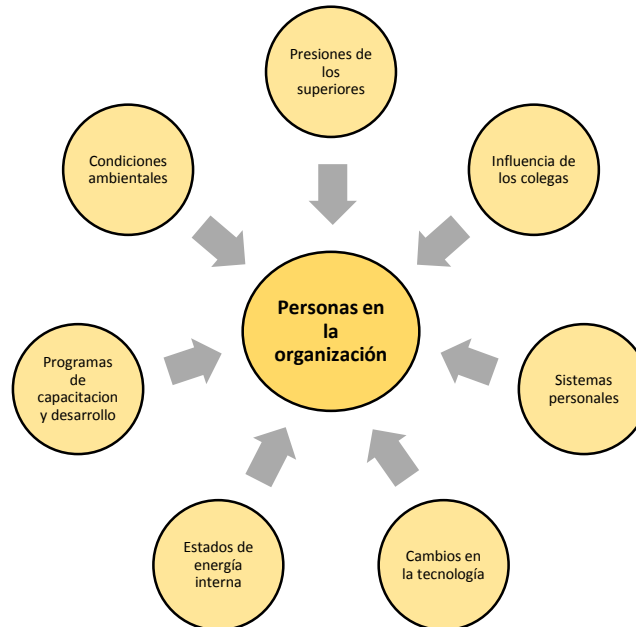 Presiones de
los
superiores
Condiciones
ambientales
Influencia de
los colegas
Personas en
la
organización
Programas
de
capacitacion
y desarrollo
Sistemas
personales
Estados de
energía
interna
Cambios en
la tecnología